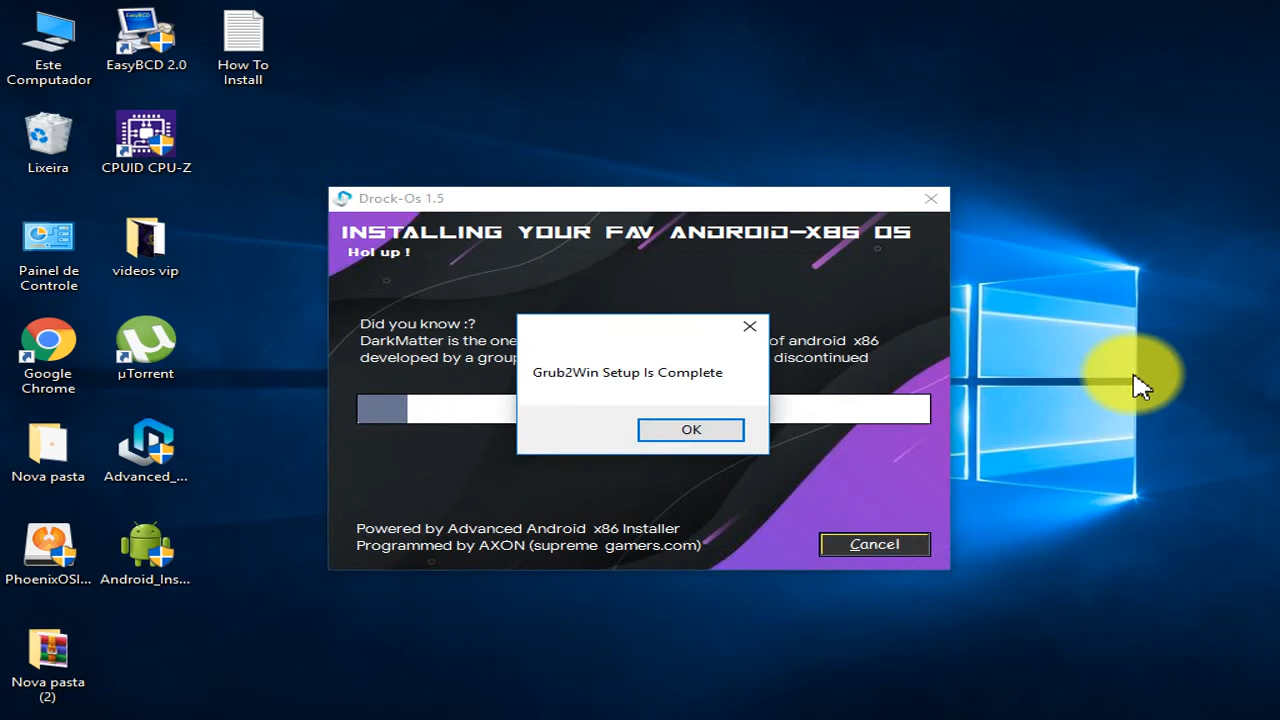 Este
Computador
EasyBCD 2.0
How To
Install
Lixeira
CPUID CPU-Z
Painel de
Controle
videos vip
Google
Chrome
µTorrent
Nova pasta
Advanced_...
PhoenixOSI...
Android_Ins...
Nova pasta
(2)
Drock-Os 1.5
INSTALLING YOUR FAV ANDROID-X86 OS
Hol up !
Did you know :?
DarkMatter is the one of android x86
developed by a group discontinued
Grub2Win Setup Is Complete
OK
Powered by Advanced Android x86 Installer
Programmed by AXON (supreme gamers.com)
Cancel